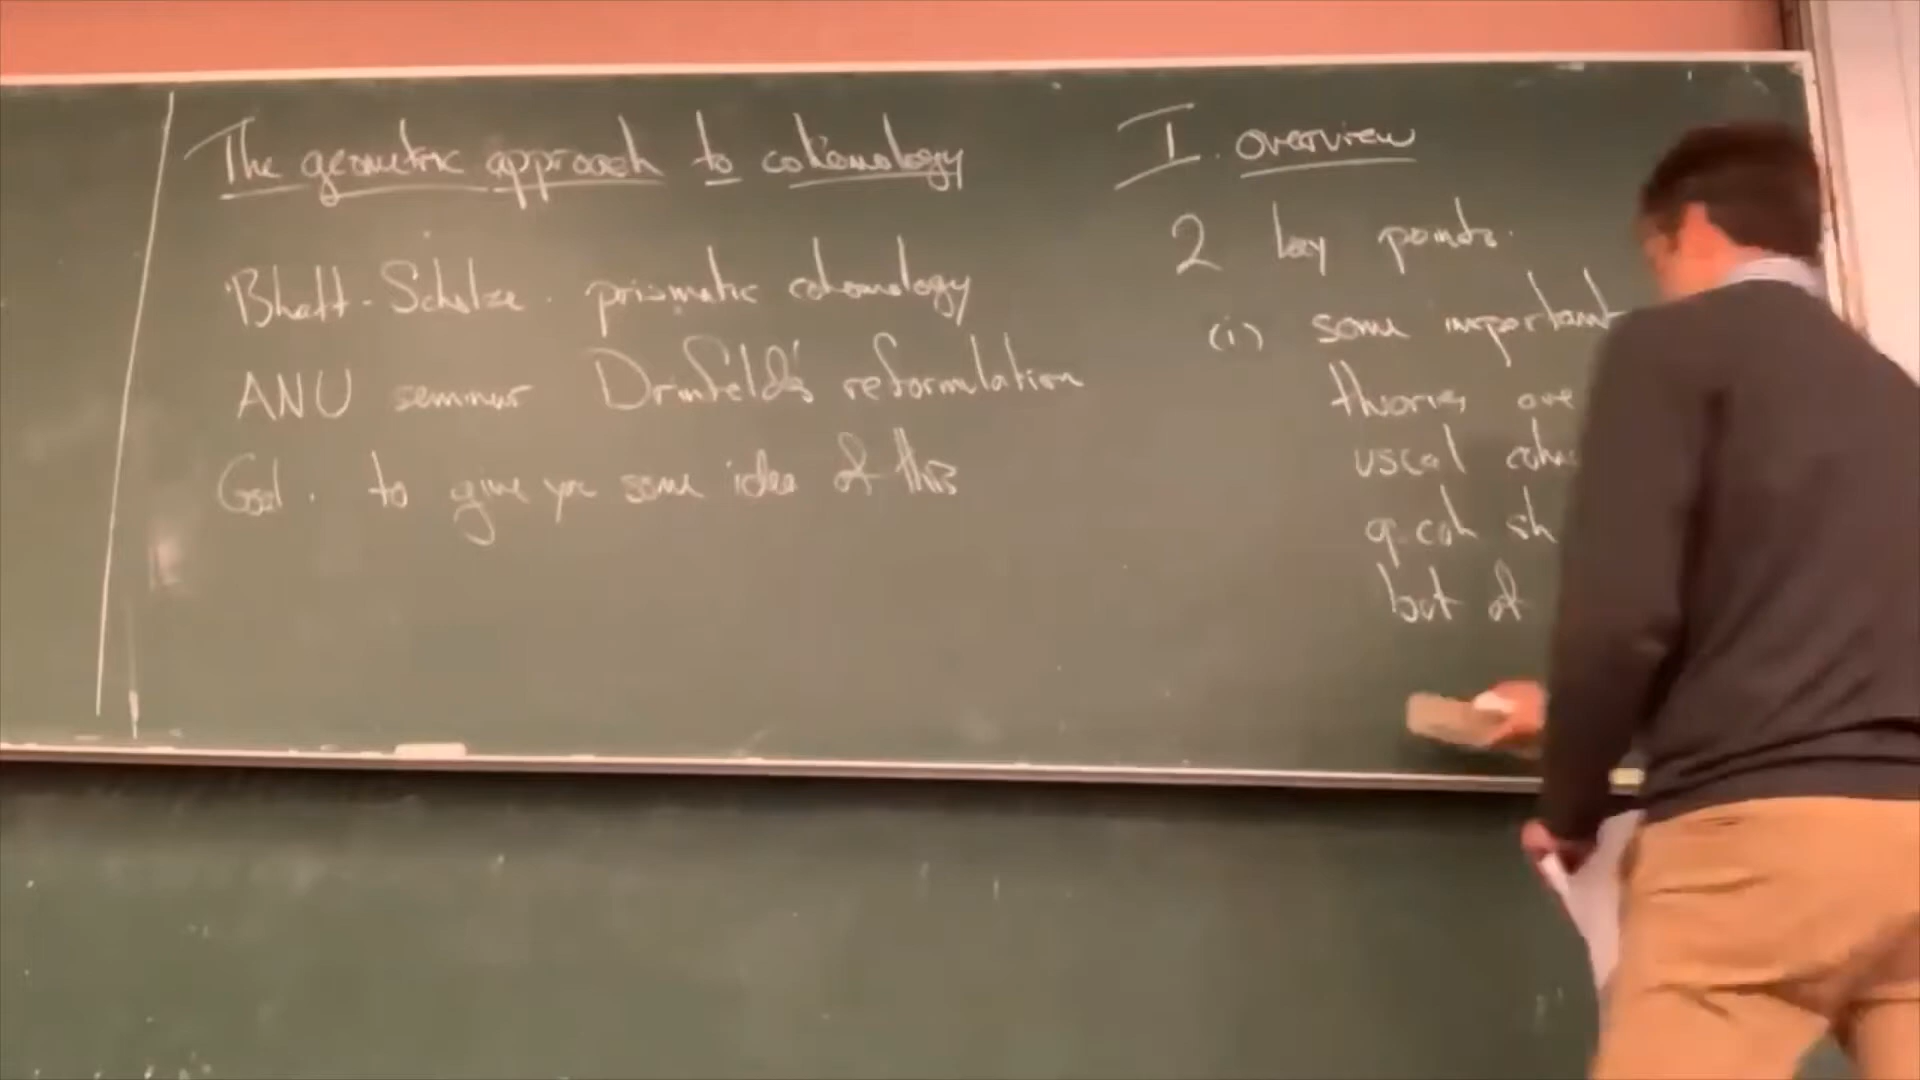 The geometric approach to cohomology
Bhatt-Scholze. prismatic cohomology
ANU seminar Drinfeld's reformulation
Goal. to give you some idea of this
I. overview
2 key points.
(i) some important
theories are
usual coho
q-coh sh
but of